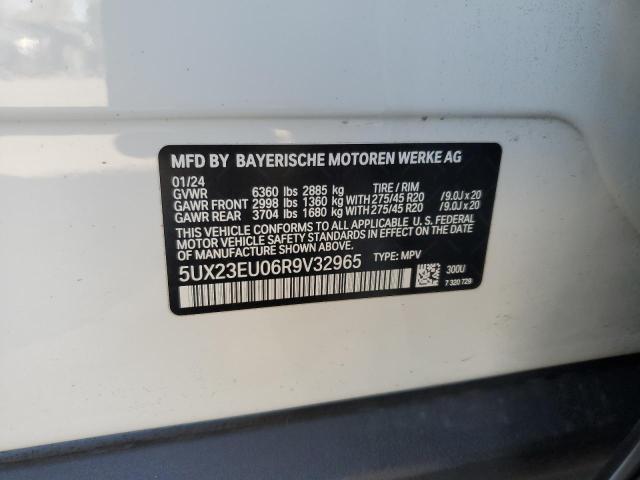 MFD BY BAYERISCHE MOTOREN WERKE AG
01/24
GVWR 6360 lbs 2885 kg TIRE / RIM
GAWR FRONT 2998 lbs 1360 kg WITH 275/45 R20 /9.0J x 20
GAWR REAR 3704 lbs 1680 kg WITH 275/45 R20 /9.0J x 20
THIS VEHICLE CONFORMS TO ALL APPLICABLE U. S. FEDERAL
MOTOR VEHICLE SAFETY STANDARDS IN EFFECT ON THE DATE
OF MANUFACTURE SHOWN ABOVE.
5UX23EU06R9V32965 TYPE: MPV
300U
7 320 729